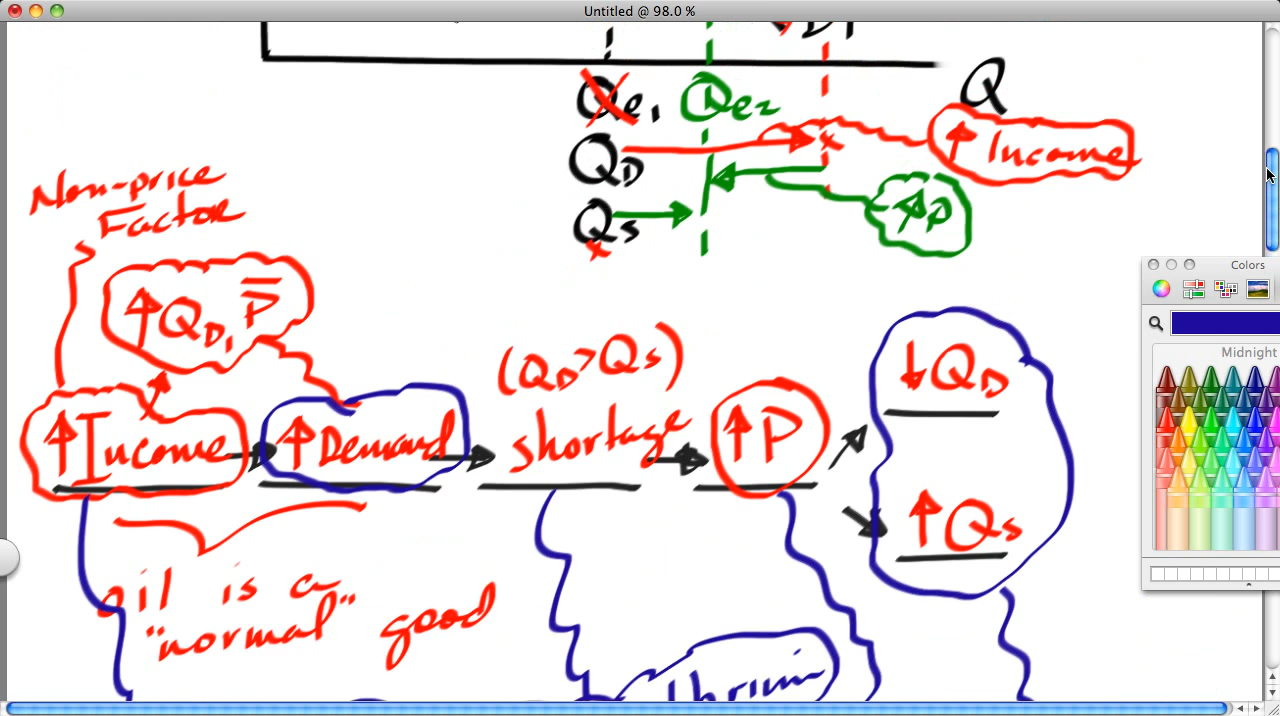 Untitled @ 98.0 %
Q
Qe1 Qe2
↑ Income
QD
QS
↑P
Non-price
Factor
↑QD, P̅
(QD>QS)
↑Income → ↑Demand → shortage → ↑P
↓QD
↑QS
oil is a
"normal" good
Colors
Midnight